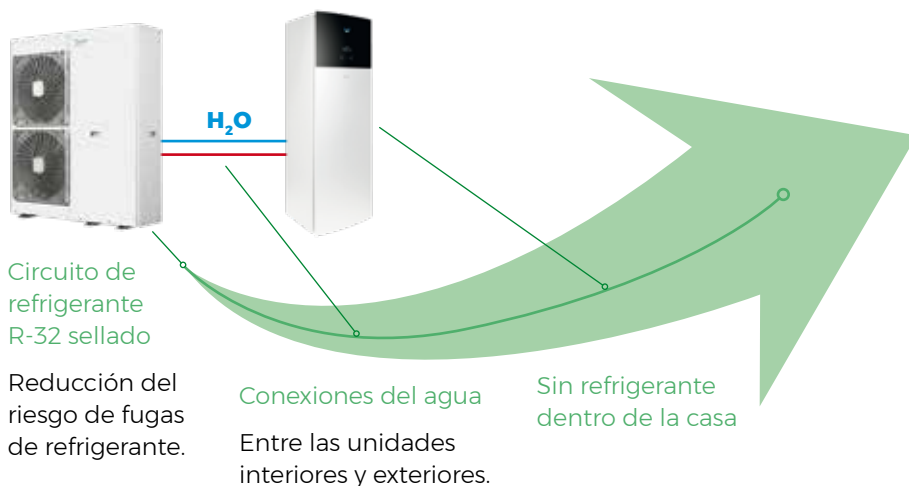 H₂O
Circuito de
refrigerante
R-32 sellado
Reducción del
riesgo de fugas
de refrigerante.
Conexiones del agua
Entre las unidades
interiores y exteriores.
Sin refrigerante
dentro de la casa